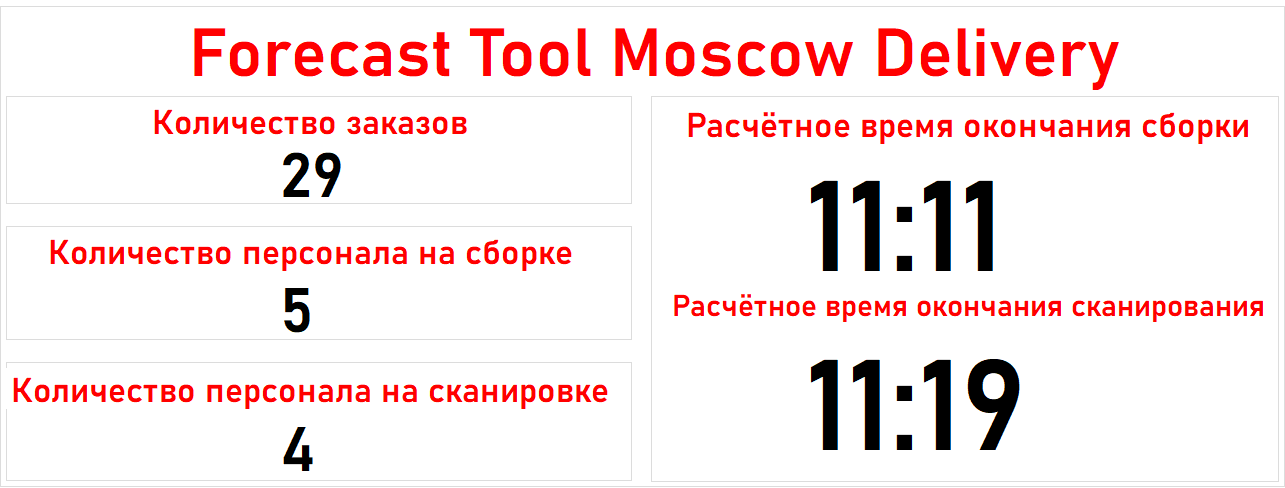 Forecast Tool Moscow Delivery
Количество заказов
29
Количество персонала на сборке
5
Количество персонала на сканировке
4
Расчётное время окончания сборки
11:11
Расчётное время окончания сканирования
11:19